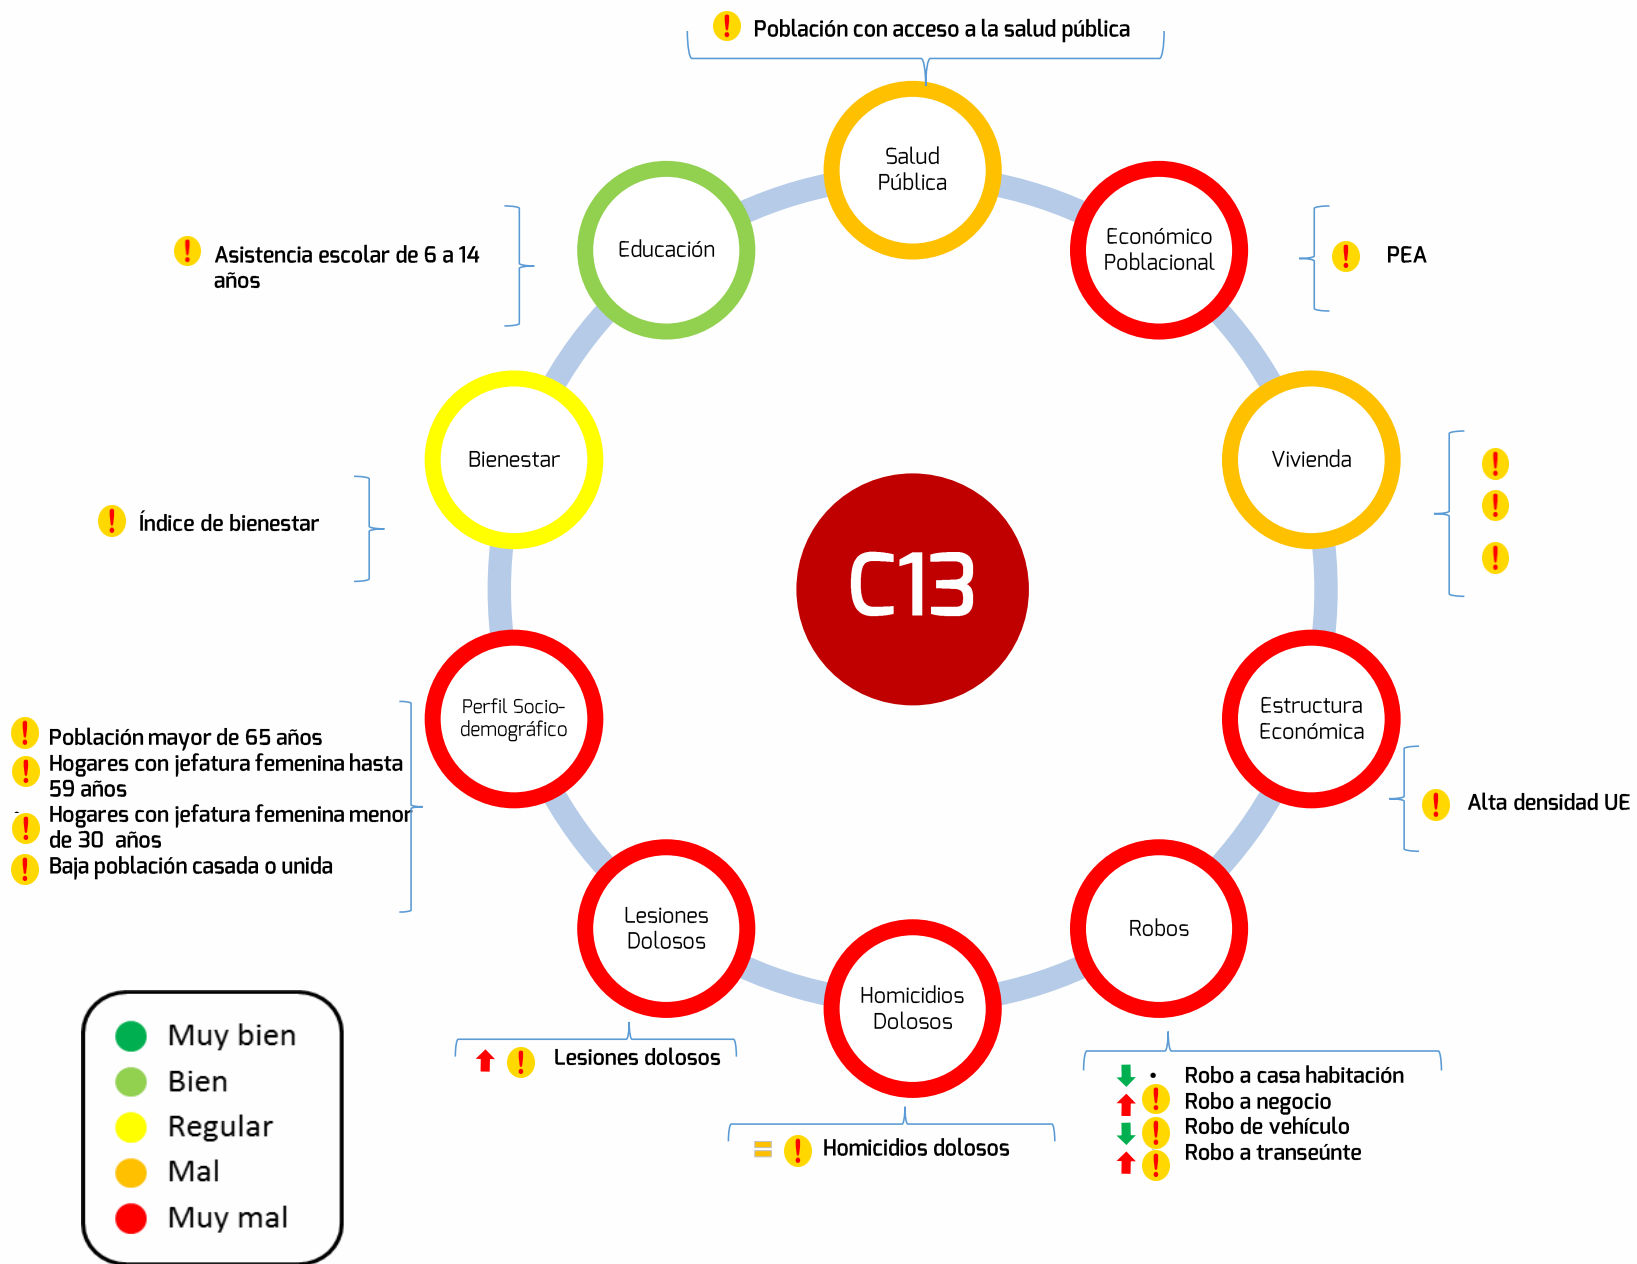 Población con acceso a la salud pública
Salud
Pública
Económico
Poblacional
PEA
Educación
Asistencia escolar de 6 a 14
años
Bienestar
Índice de bienestar
Vivienda
C13
Perfil Socio-
demográfico
Población mayor de 65 años
Hogares con jefatura femenina hasta
59 años
Hogares con jefatura femenina menor
de 30 años
Baja población casada o unida
Estructura
Económica
Alta densidad UE
Lesiones
Dolosos
Lesiones dolosos
Homicidios
Dolosos
= Homicidios dolosos
Robos
Robo a casa habitación
Robo a negocio
Robo de vehículo
Robo a transeúnte
Muy bien
Bien
Regular
Mal
Muy mal